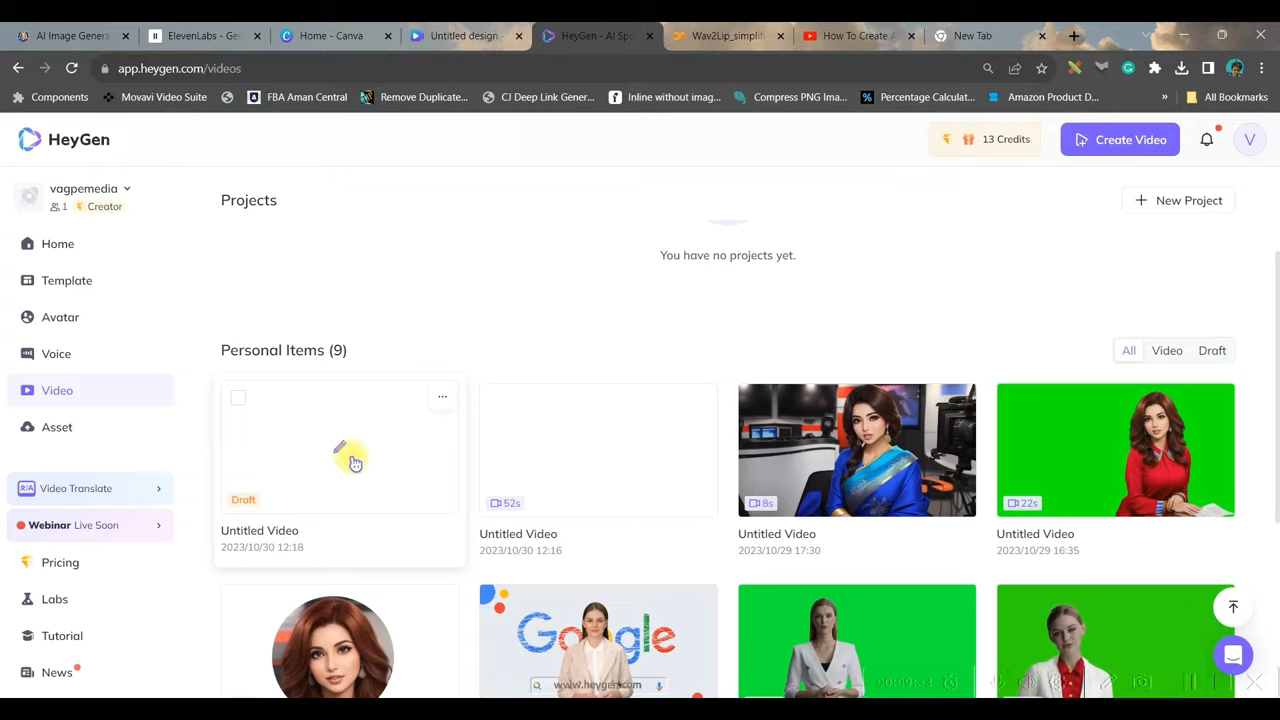 AI Image Genera
ElevenLabs - Ge
Home - Canva
Untitled design
HeyGen - AI Spo
Wav2Lip_simplifi
How To Create A
New Tab
app.heygen.com/videos
Components
Movavi Video Suite
FBA Aman Central
Remove Duplicate...
CJ Deep Link Gener...
Inline without imag...
Compress PNG Ima...
Percentage Calculat...
Amazon Product D...
»
All Bookmarks
HeyGen
13 Credits
Create Video
V
vagpemedia
1 Creator
Projects
+ New Project
Home
You have no projects yet.
Template
Avatar
Voice
Personal Items (9)
All Video Draft
Video
Asset
Draft
52s
8s
22s
Video Translate
Webinar Live Soon
Untitled Video
2023/10/30 12:18
Untitled Video
2023/10/30 12:16
Untitled Video
2023/10/29 17:30
Untitled Video
2023/10/29 16:35
Pricing
Labs
Tutorial
News
Google
www.heygen.com